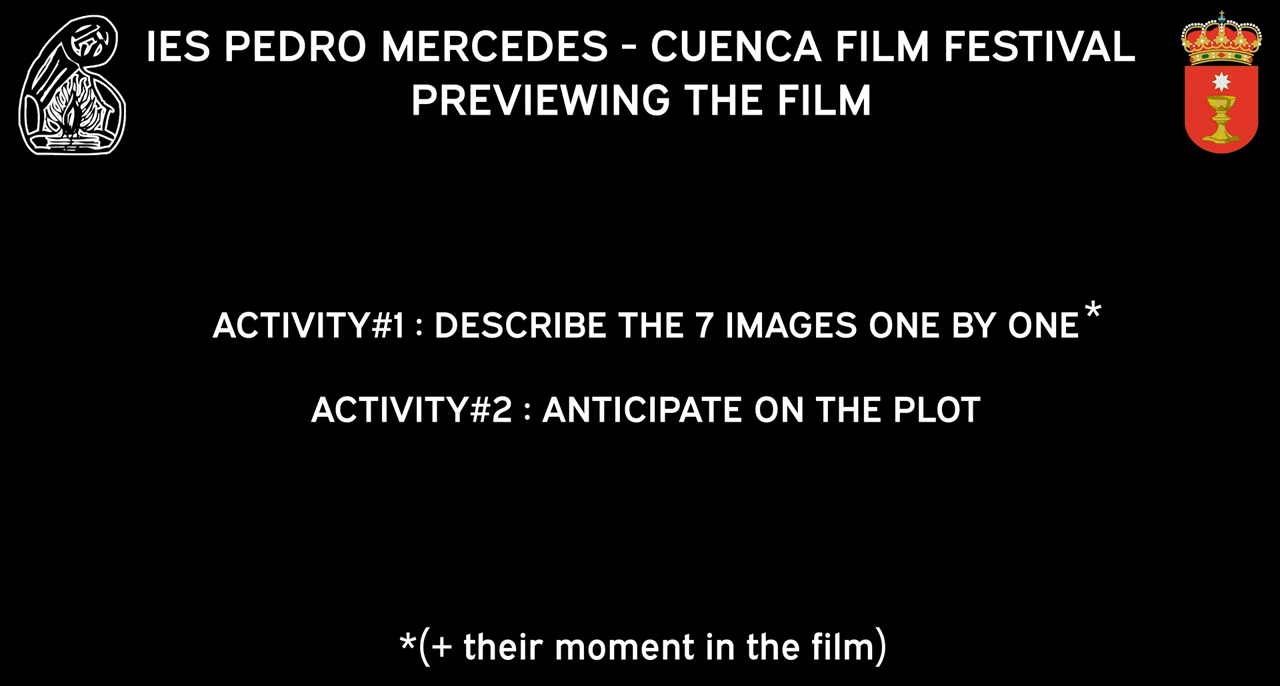 IES PEDRO MERCEDES - CUENCA FILM FESTIVAL
PREVIEWING THE FILM
ACTIVITY#1 : DESCRIBE THE 7 IMAGES ONE BY ONE*
ACTIVITY#2 : ANTICIPATE ON THE PLOT
*(+ their moment in the film)